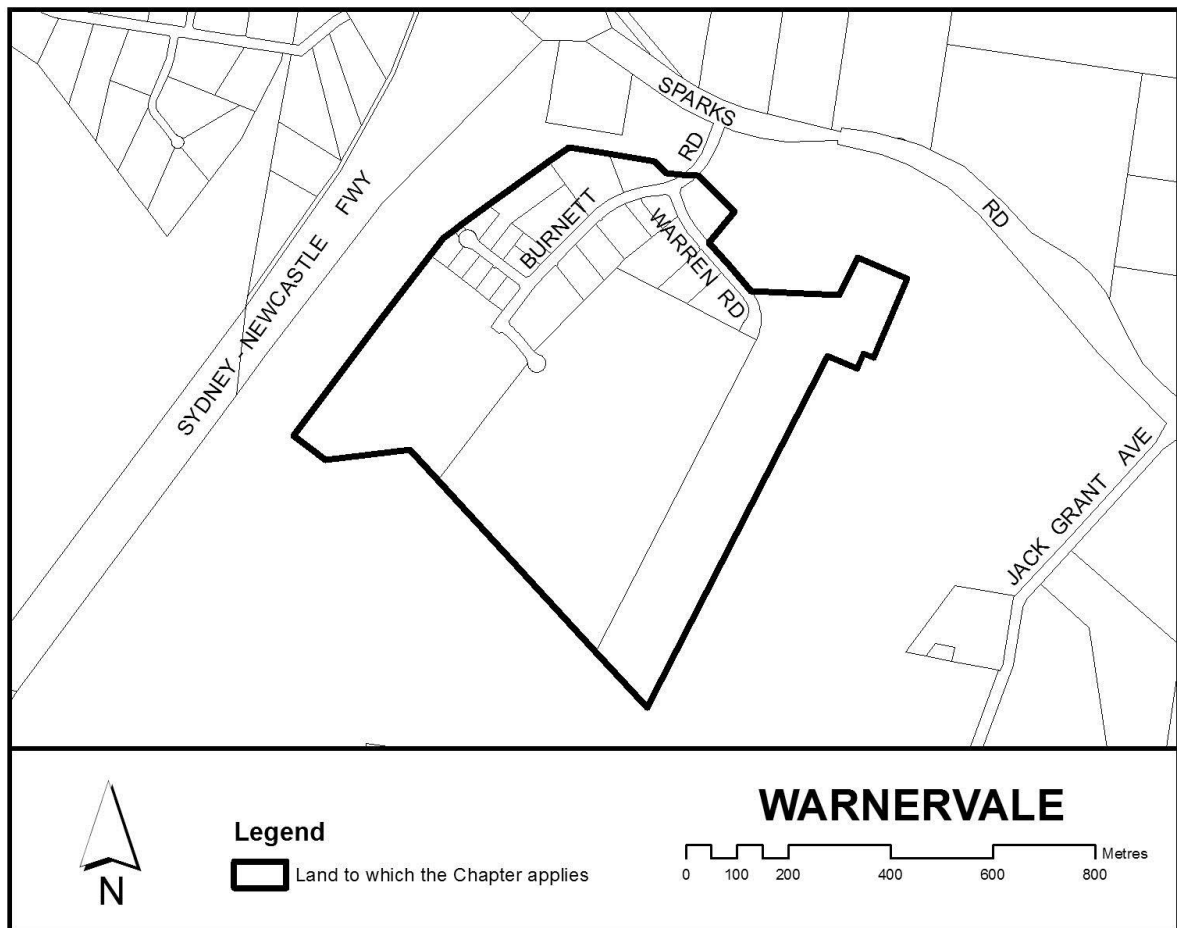 SPARKS
RD
RD
SYDNEY - NEWCASTLE FWY
BURNETT
WARREN RD
JACK GRANT AVE
N
Legend
Land to which the Chapter applies
WARNERVALE
Metres
0 100 200 400 600 800